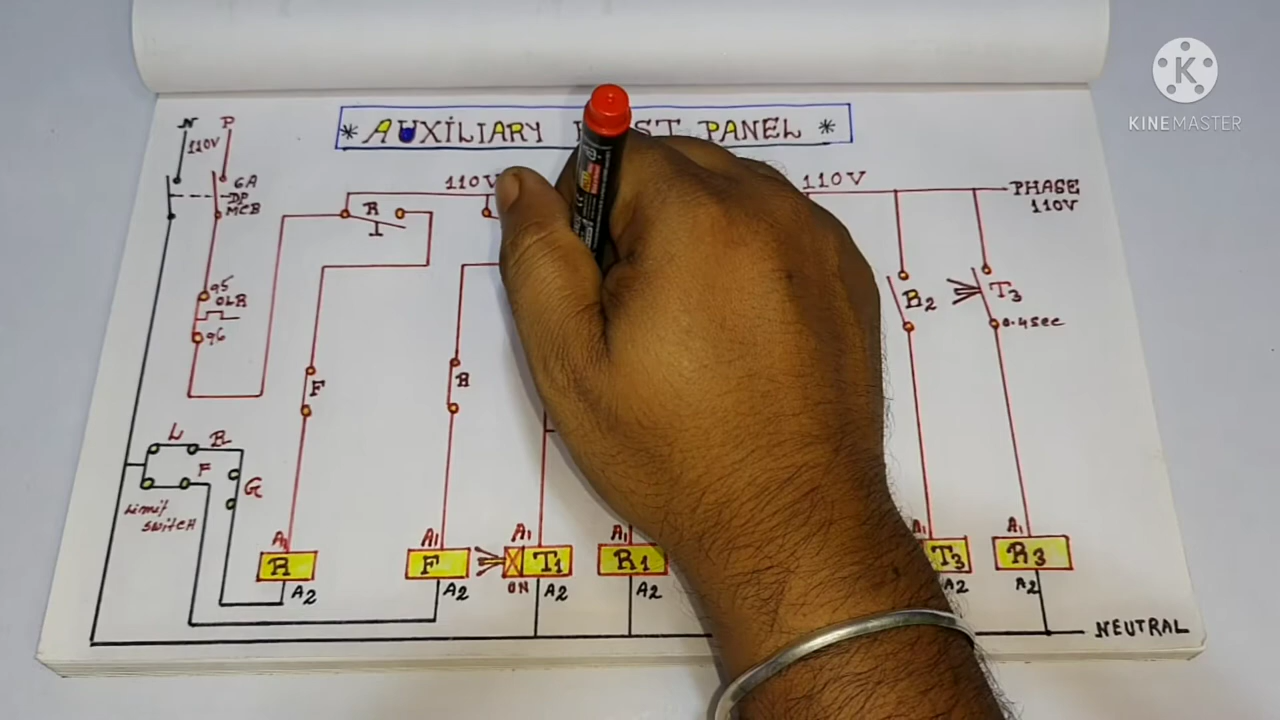 * AUXILIARY
PANEL *
N P
110V
6A
DP
MCB
95
OLR
96
R
110V
110V
PHASE
110V
F
R
R2
T3
0.4sec
L R
F
G
Limit
switch
A1
R
A2
A1
F
A2
A1
T1
ON
A2
A1
R1
A2
A1
T3
A2
A1
R3
A2
NEUTRAL
K
KINEMASTER